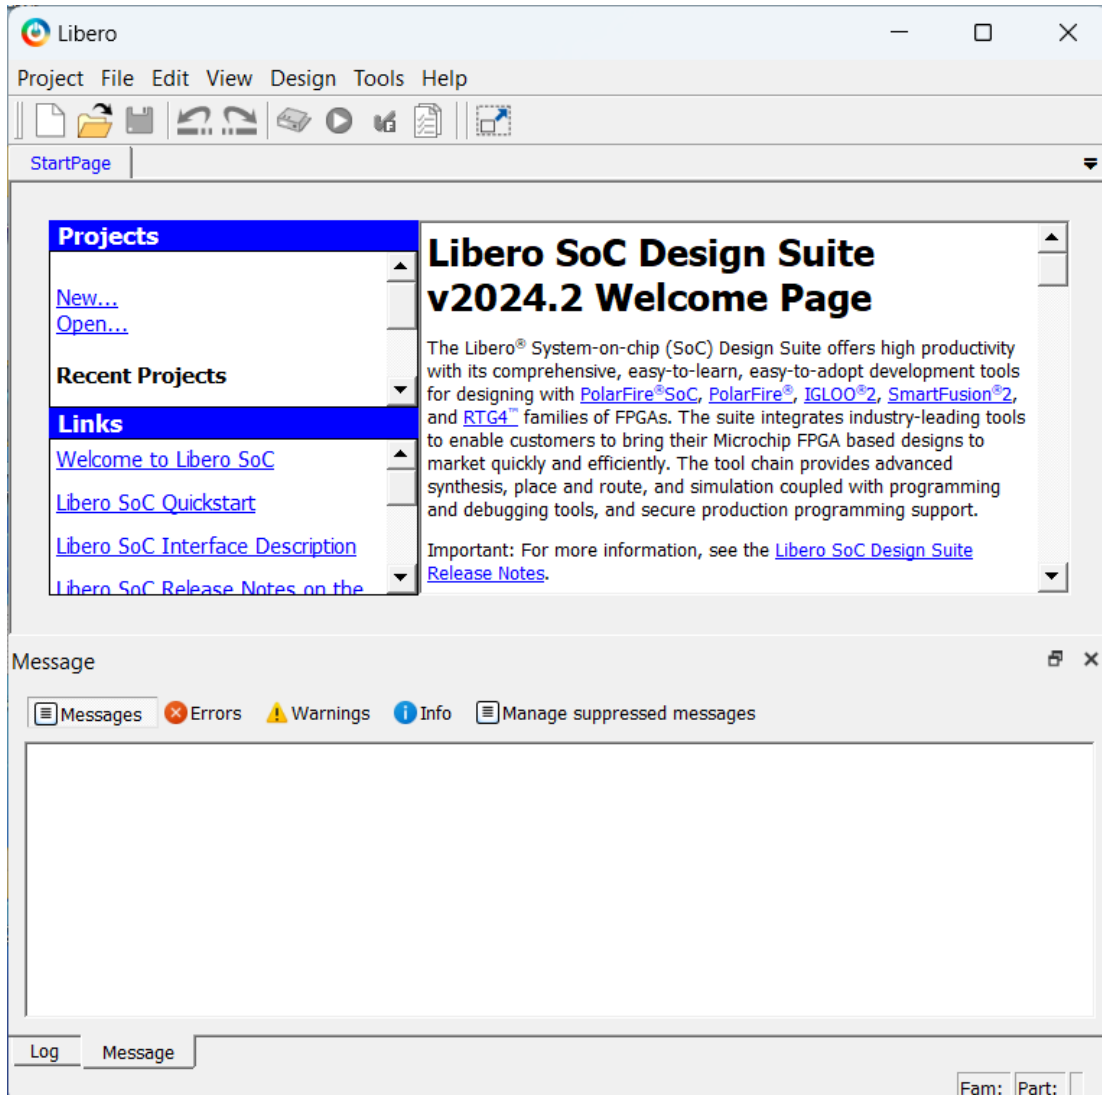 Libero
Project File Edit View Design Tools Help
StartPage
Projects
New...
Open...
Recent Projects
Links
Welcome to Libero SoC
Libero SoC Quickstart
Libero SoC Interface Description
Libero SoC Release Notes on the
Libero SoC Design Suite
v2024.2 Welcome Page
The Libero® System-on-chip (SoC) Design Suite offers high productivity
with its comprehensive, easy-to-learn, easy-to-adopt development tools
for designing with PolarFire®SoC, PolarFire®, IGLOO®2, SmartFusion®2,
and RTG4™ families of FPGAs. The suite integrates industry-leading tools
to enable customers to bring their Microchip FPGA based designs to
market quickly and efficiently. The tool chain provides advanced
synthesis, place and route, and simulation coupled with programming
and debugging tools, and secure production programming support.
Important: For more information, see the Libero SoC Design Suite
Release Notes.
Message
Messages Errors Warnings Info Manage suppressed messages
Log Message
Fam: Part: